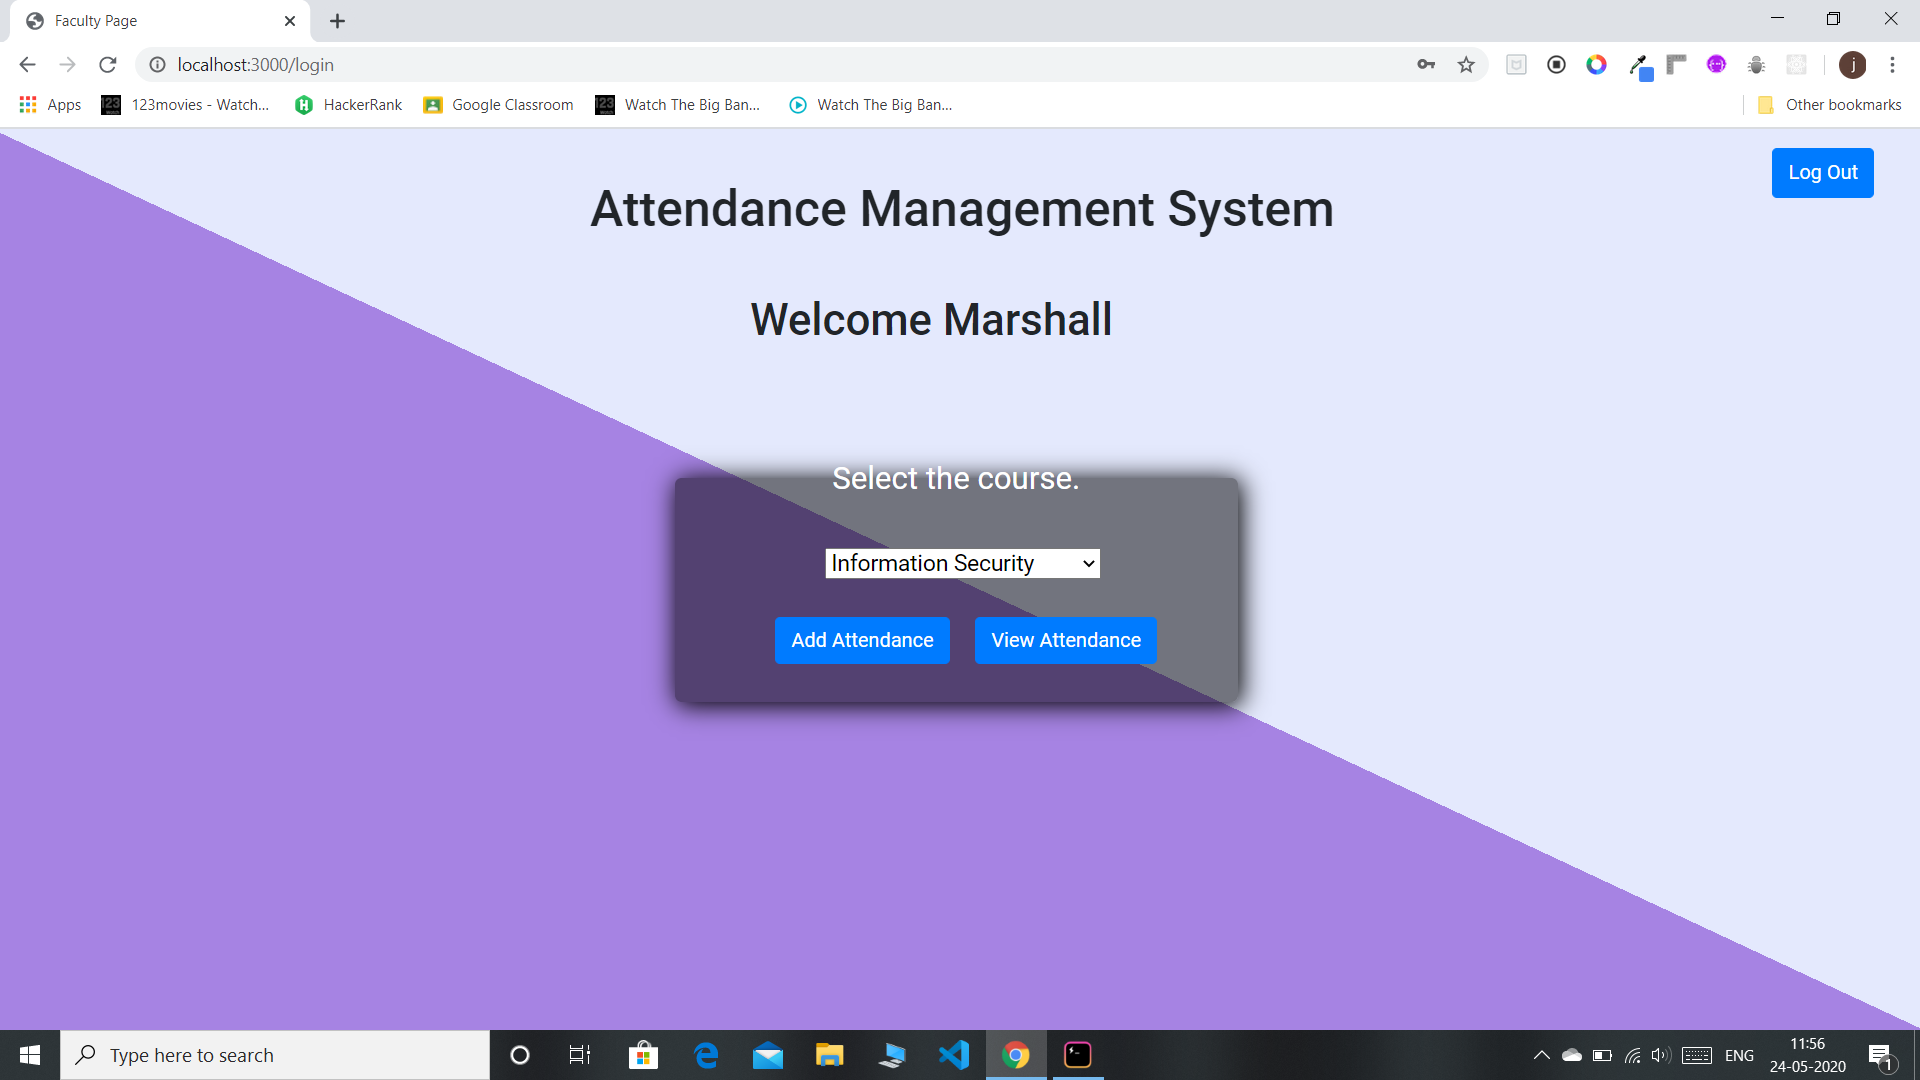 Faculty Page
localhost:3000/login
j
Apps
123movies - Watch...
HackerRank
Google Classroom
Watch The Big Ban...
Watch The Big Ban...
Other bookmarks
Log Out
Attendance Management System
Welcome Marshall
Select the course.
Information Security
Add Attendance
View Attendance
Type here to search
ENG
11:56
24-05-2020
1